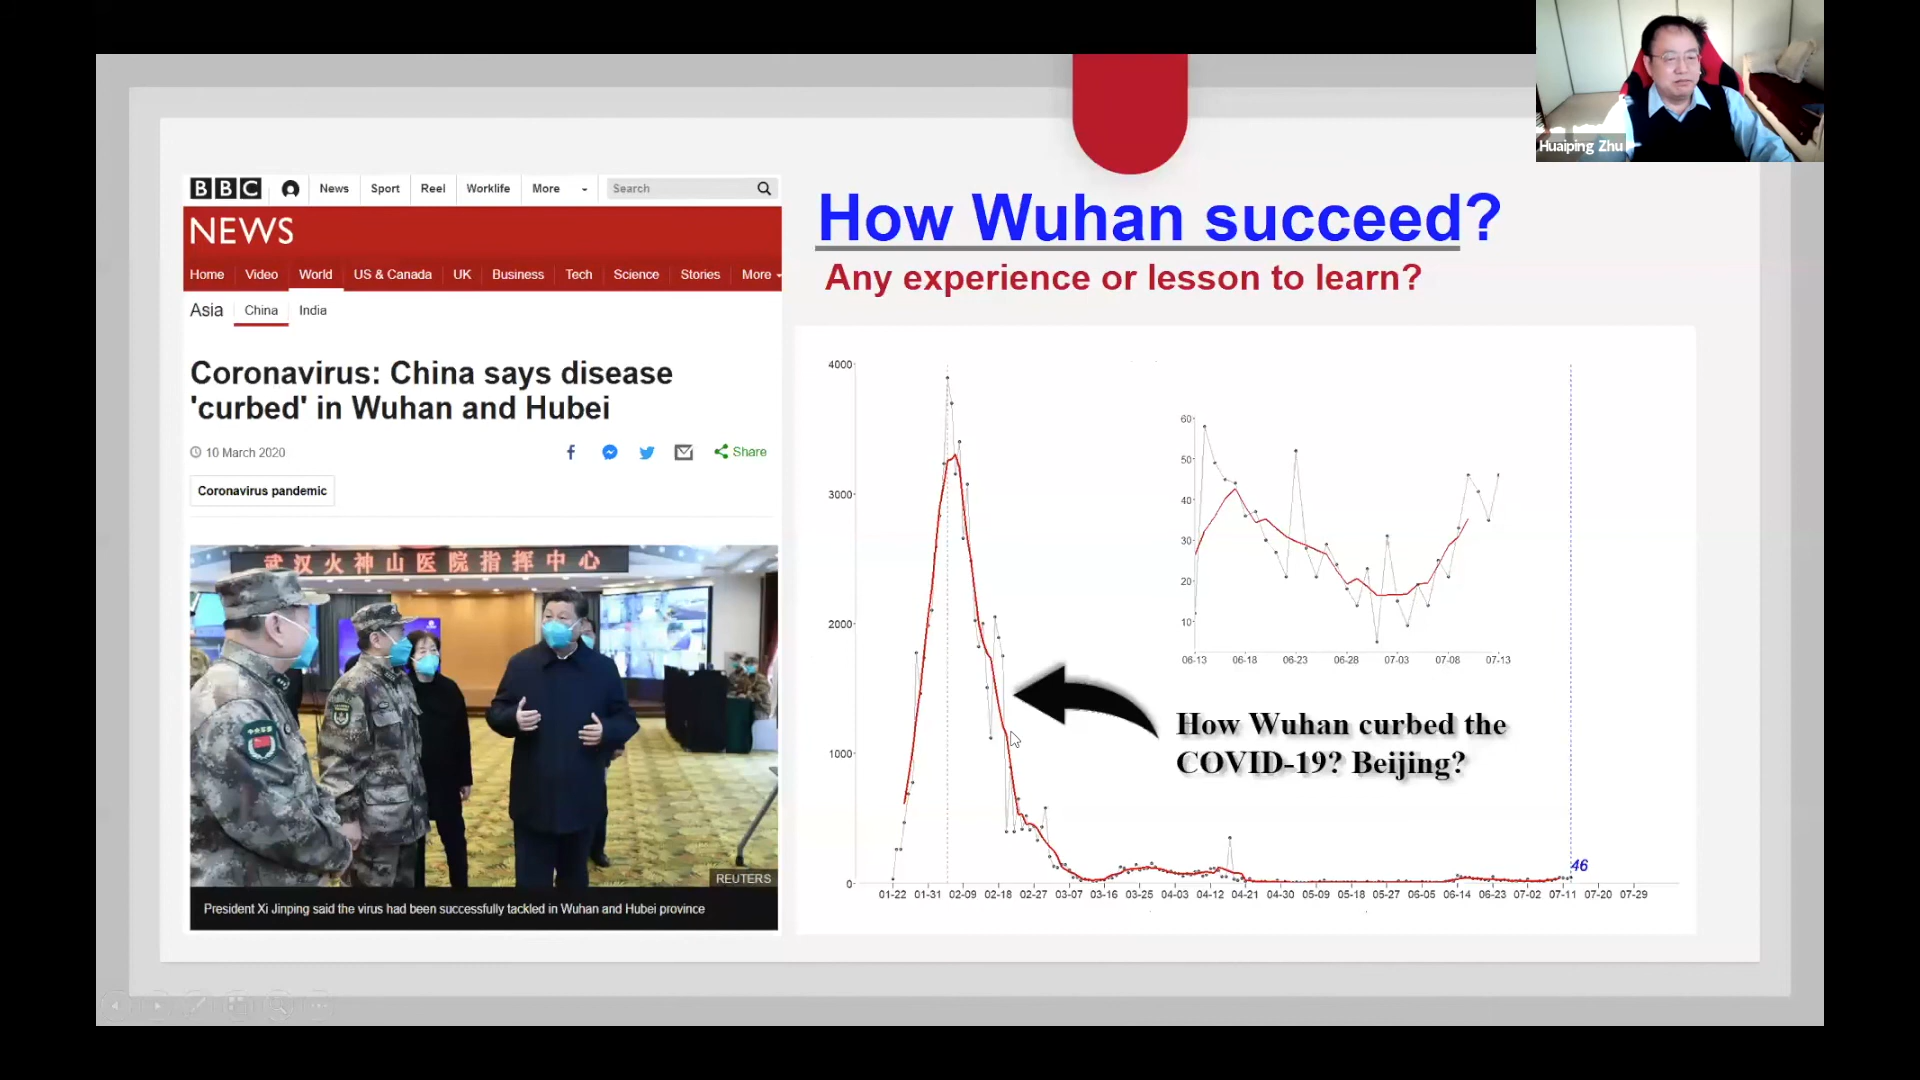 Huaiping Zhu
BBC
News Sport Reel Worklife More Search
NEWS
Home Video World US & Canada UK Business Tech Science Stories More
Asia China India
Coronavirus: China says disease
'curbed' in Wuhan and Hubei
10 March 2020
Share
Coronavirus pandemic
武汉火神山医院指挥中心
REUTERS
President Xi Jinping said the virus had been successfully tackled in Wuhan and Hubei province
How Wuhan succeed?
Any experience or lesson to learn?
4000
3000
2000
1000
0
01-22 01-31 02-09 02-18 02-27 03-07 03-16 03-25 04-03 04-12 04-21 04-30 05-09 05-18 05-27 06-05 06-14 06-23 07-02 07-11 07-20 07-29
46
60
50
40
30
20
10
06-13 06-18 06-23 06-28 07-03 07-08 07-13
How Wuhan curbed the
COVID-19? Beijing?